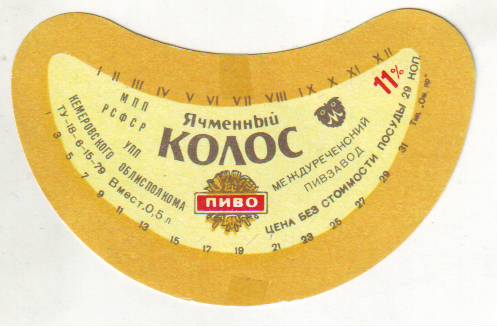 I II III IV V VI VII VIII IX X XI XII
МПП
РСФСР
УПП
КЕМЕРОВСКОГО ОБЛИСПОЛКОМА
ТУ-18-6-15-79 Вмест. 0,5 л
Ячменный
КОЛОС
ПИВО
11%
МЕЖДУРЕЧЕНСКИЙ
ПИВЗАВОД
ЦЕНА БЕЗ СТОИМОСТИ ПОСУДЫ 29 КОП
1 3 5 7 9 11 13 15 17 19 21 23 25 27 29 31